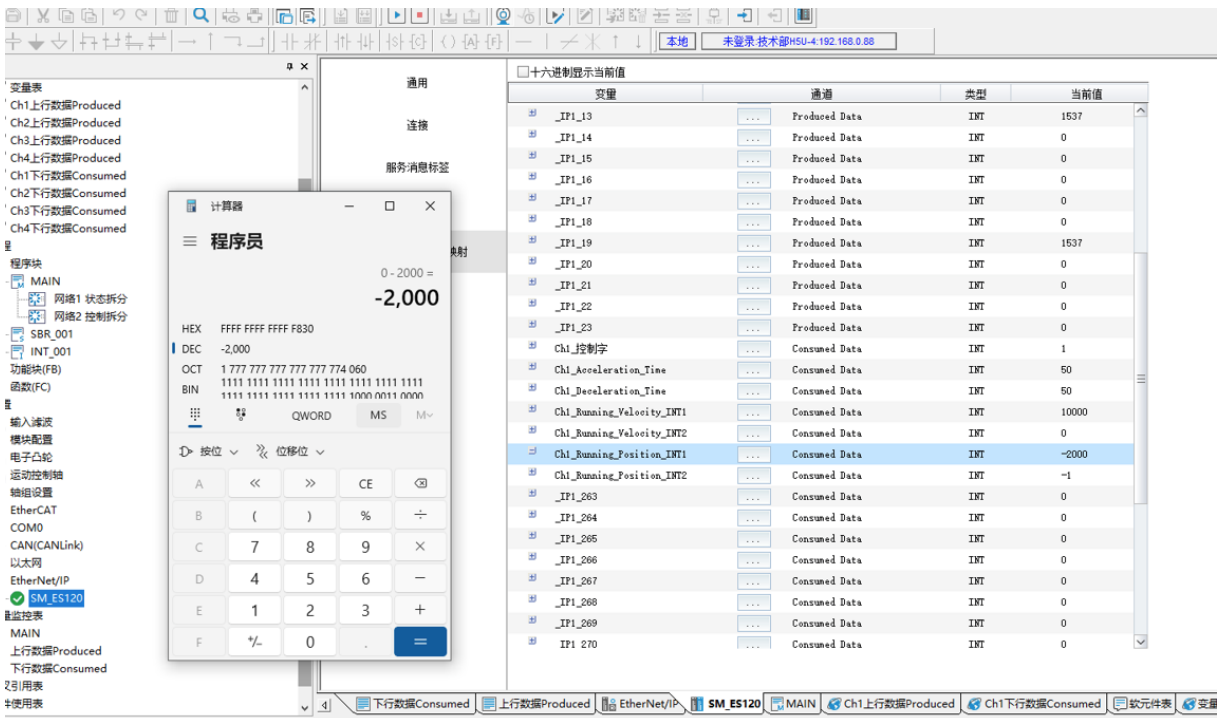 本地
未登录:技术部H5U-4:192.168.0.88
变量表
Ch1上行数据Produced
Ch2上行数据Produced
Ch3上行数据Produced
Ch4上行数据Produced
Ch1下行数据Consumed
Ch2下行数据Consumed
Ch3下行数据Consumed
Ch4下行数据Consumed
程序块
MAIN
网络1 状态拆分
网络2 控制拆分
SBR_001
INT_001
功能块(FB)
函数(FC)
输入滤波
模块配置
电子凸轮
运动控制轴
轴组设置
EtherCAT
COM0
CAN(CANLink)
以太网
EtherNet/IP
SM_ES120
监控表
MAIN
上行数据Produced
下行数据Consumed
引用表
使用表
通用
连接
服务消息标签
映射
计算器
程序员
0 - 2000 =
-2,000
HEX FFFF FFFF FFFF F830
DEC -2,000
OCT 1 777 777 777 777 777 774 060
BIN 1111 1111 1111 1111 1111 1111 1111
1111 1111 1111 1111 1111 1000 0011 0000
QWORD MS M
按位 位移位
A << >> CE
B ( ) % ÷
C 7 8 9 ×
D 4 5 6 −
E 1 2 3 +
F +/− 0 . =
十六进制显示当前值
变量 通道 类型 当前值
_IP1_13 ... Produced Data INT 1537
_IP1_14 ... Produced Data INT 0
_IP1_15 ... Produced Data INT 0
_IP1_16 ... Produced Data INT 0
_IP1_17 ... Produced Data INT 0
_IP1_18 ... Produced Data INT 0
_IP1_19 ... Produced Data INT 1537
_IP1_20 ... Produced Data INT 0
_IP1_21 ... Produced Data INT 0
_IP1_22 ... Produced Data INT 0
_IP1_23 ... Produced Data INT 0
Ch1_控制字 ... Consumed Data INT 1
Ch1_Acceleration_Time ... Consumed Data INT 50
Ch1_Deceleration_Time ... Consumed Data INT 50
Ch1_Running_Velocity_INT1 ... Consumed Data INT 10000
Ch1_Running_Velocity_INT2 ... Consumed Data INT 0
Ch1_Running_Position_INT1 ... Consumed Data INT -2000
Ch1_Running_Position_INT2 ... Consumed Data INT -1
_IP1_263 ... Consumed Data INT 0
_IP1_264 ... Consumed Data INT 0
_IP1_265 ... Consumed Data INT 0
_IP1_266 ... Consumed Data INT 0
_IP1_267 ... Consumed Data INT 0
_IP1_268 ... Consumed Data INT 0
_IP1_269 ... Consumed Data INT 0
IP1 270 ... Consumed Data INT 0
下行数据Consumed 上行数据Produced EtherNet/IP SM_ES120 MAIN Ch1上行数据Produced Ch1下行数据Consumed 软元件表 变量